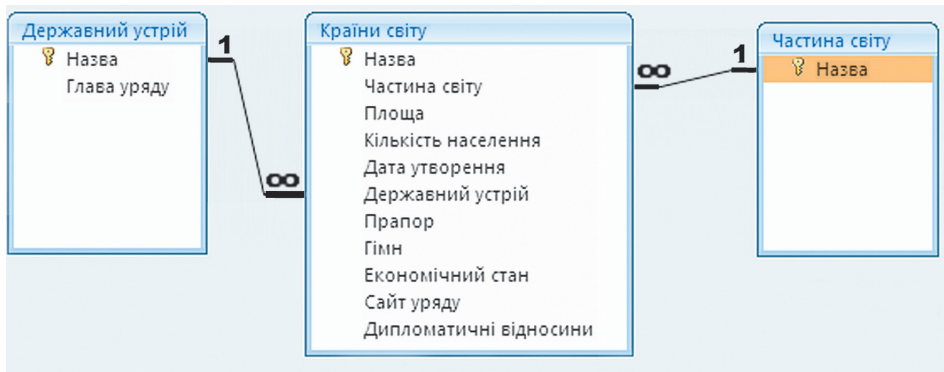 Державний устрій
Назва
Глава уряду
1
∞
Країни світу
Назва
Частина світу
Площа
Кількість населення
Дата утворення
Державний устрій
Прапор
Гімн
Економічний стан
Сайт уряду
Дипломатичні відносини
∞
1
Частина світу
Назва